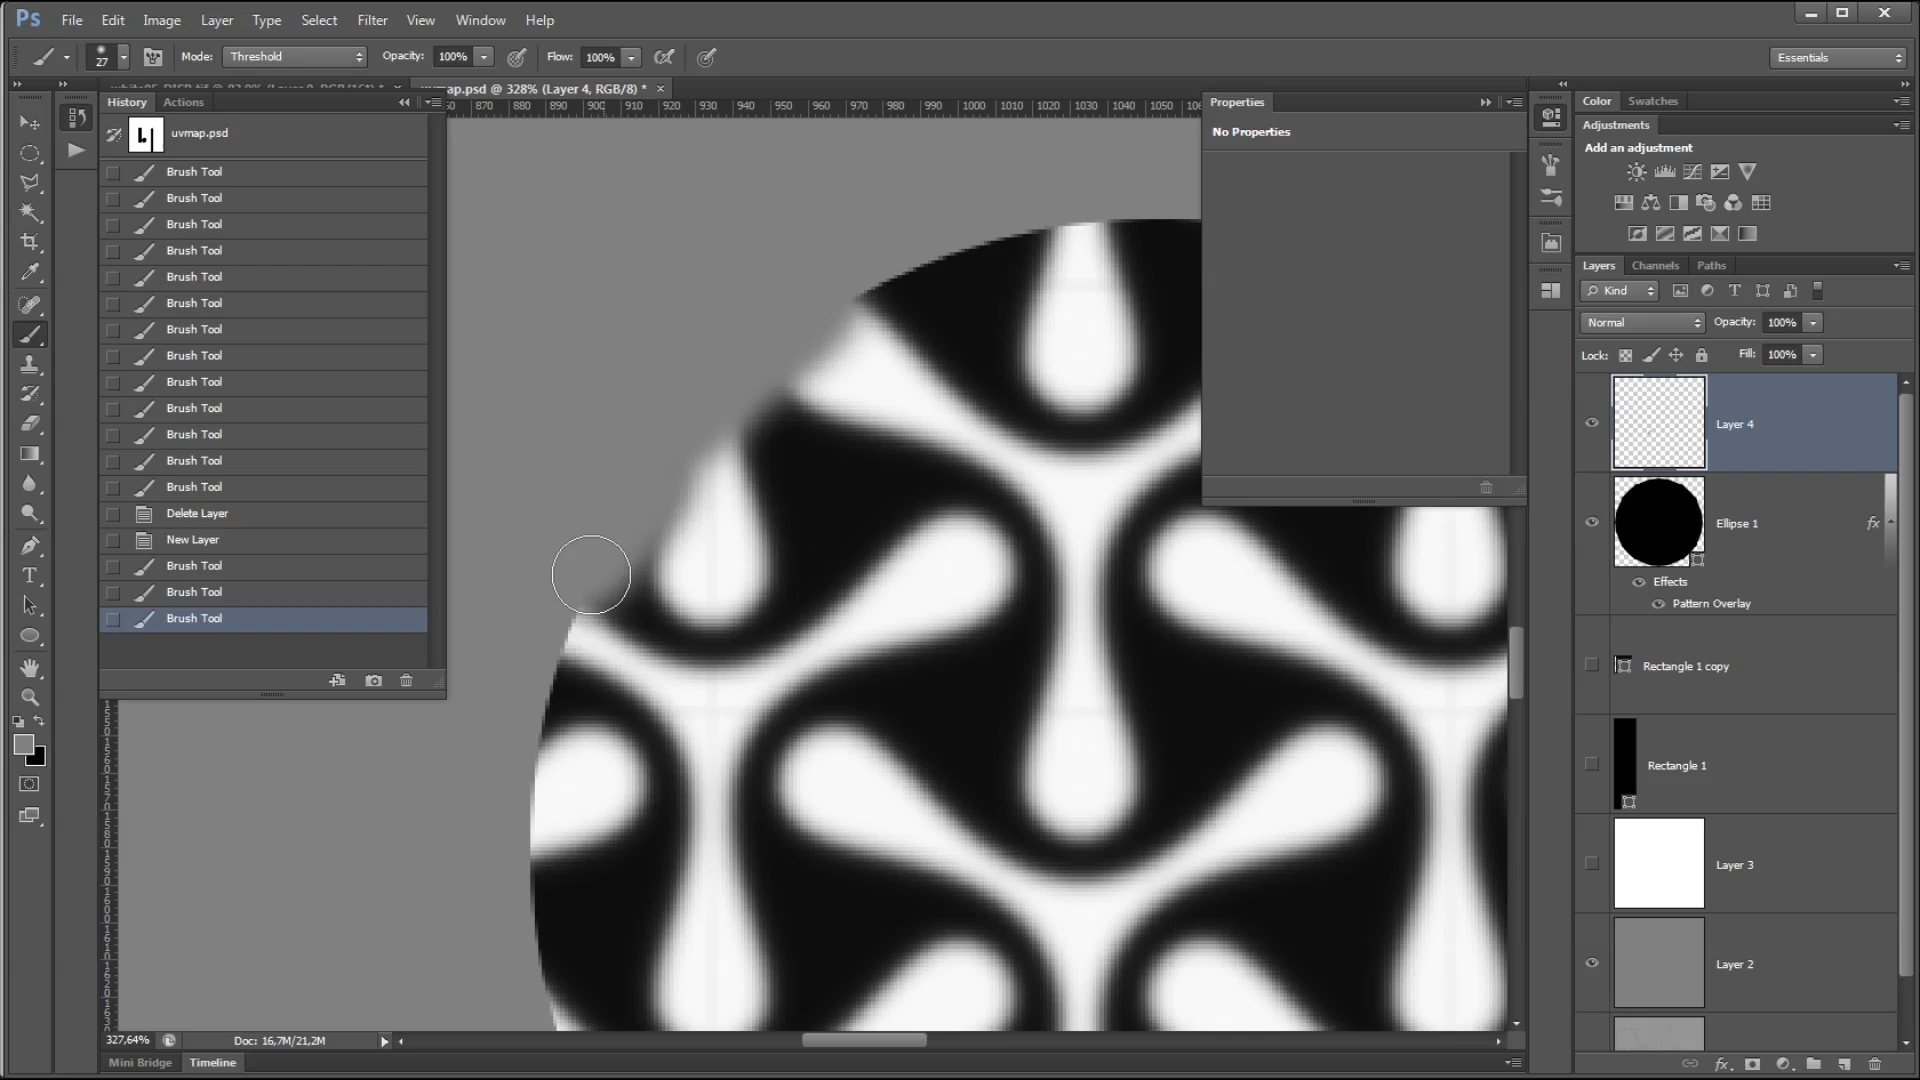 Ps File Edit Image Layer Type Select Filter View Window Help
27 Mode: Threshold Opacity: 100% Flow: 100% Essentials
uvmap.psd @ 328% (Layer 4, RGB/8) * ×
History Actions
870 880 890 900 910 920 930 940 950 960 970 980 990 1000 1010 1020 1030 1040 1050
Properties
No Properties
uvmap.psd
Brush Tool
Brush Tool
Brush Tool
Brush Tool
Brush Tool
Brush Tool
Brush Tool
Brush Tool
Brush Tool
Brush Tool
Brush Tool
Brush Tool
Brush Tool
Delete Layer
New Layer
Brush Tool
Brush Tool
Brush Tool
Color Swatches
Adjustments
Add an adjustment
Layers Channels Paths
Kind
Normal Opacity: 100%
Lock: Fill: 100%
Layer 4
Ellipse 1 fx
Effects
Pattern Overlay
Rectangle 1 copy
Rectangle 1
Layer 3
Layer 2
327,64% Doc: 16,7M/21,2M
Mini Bridge Timeline
fx